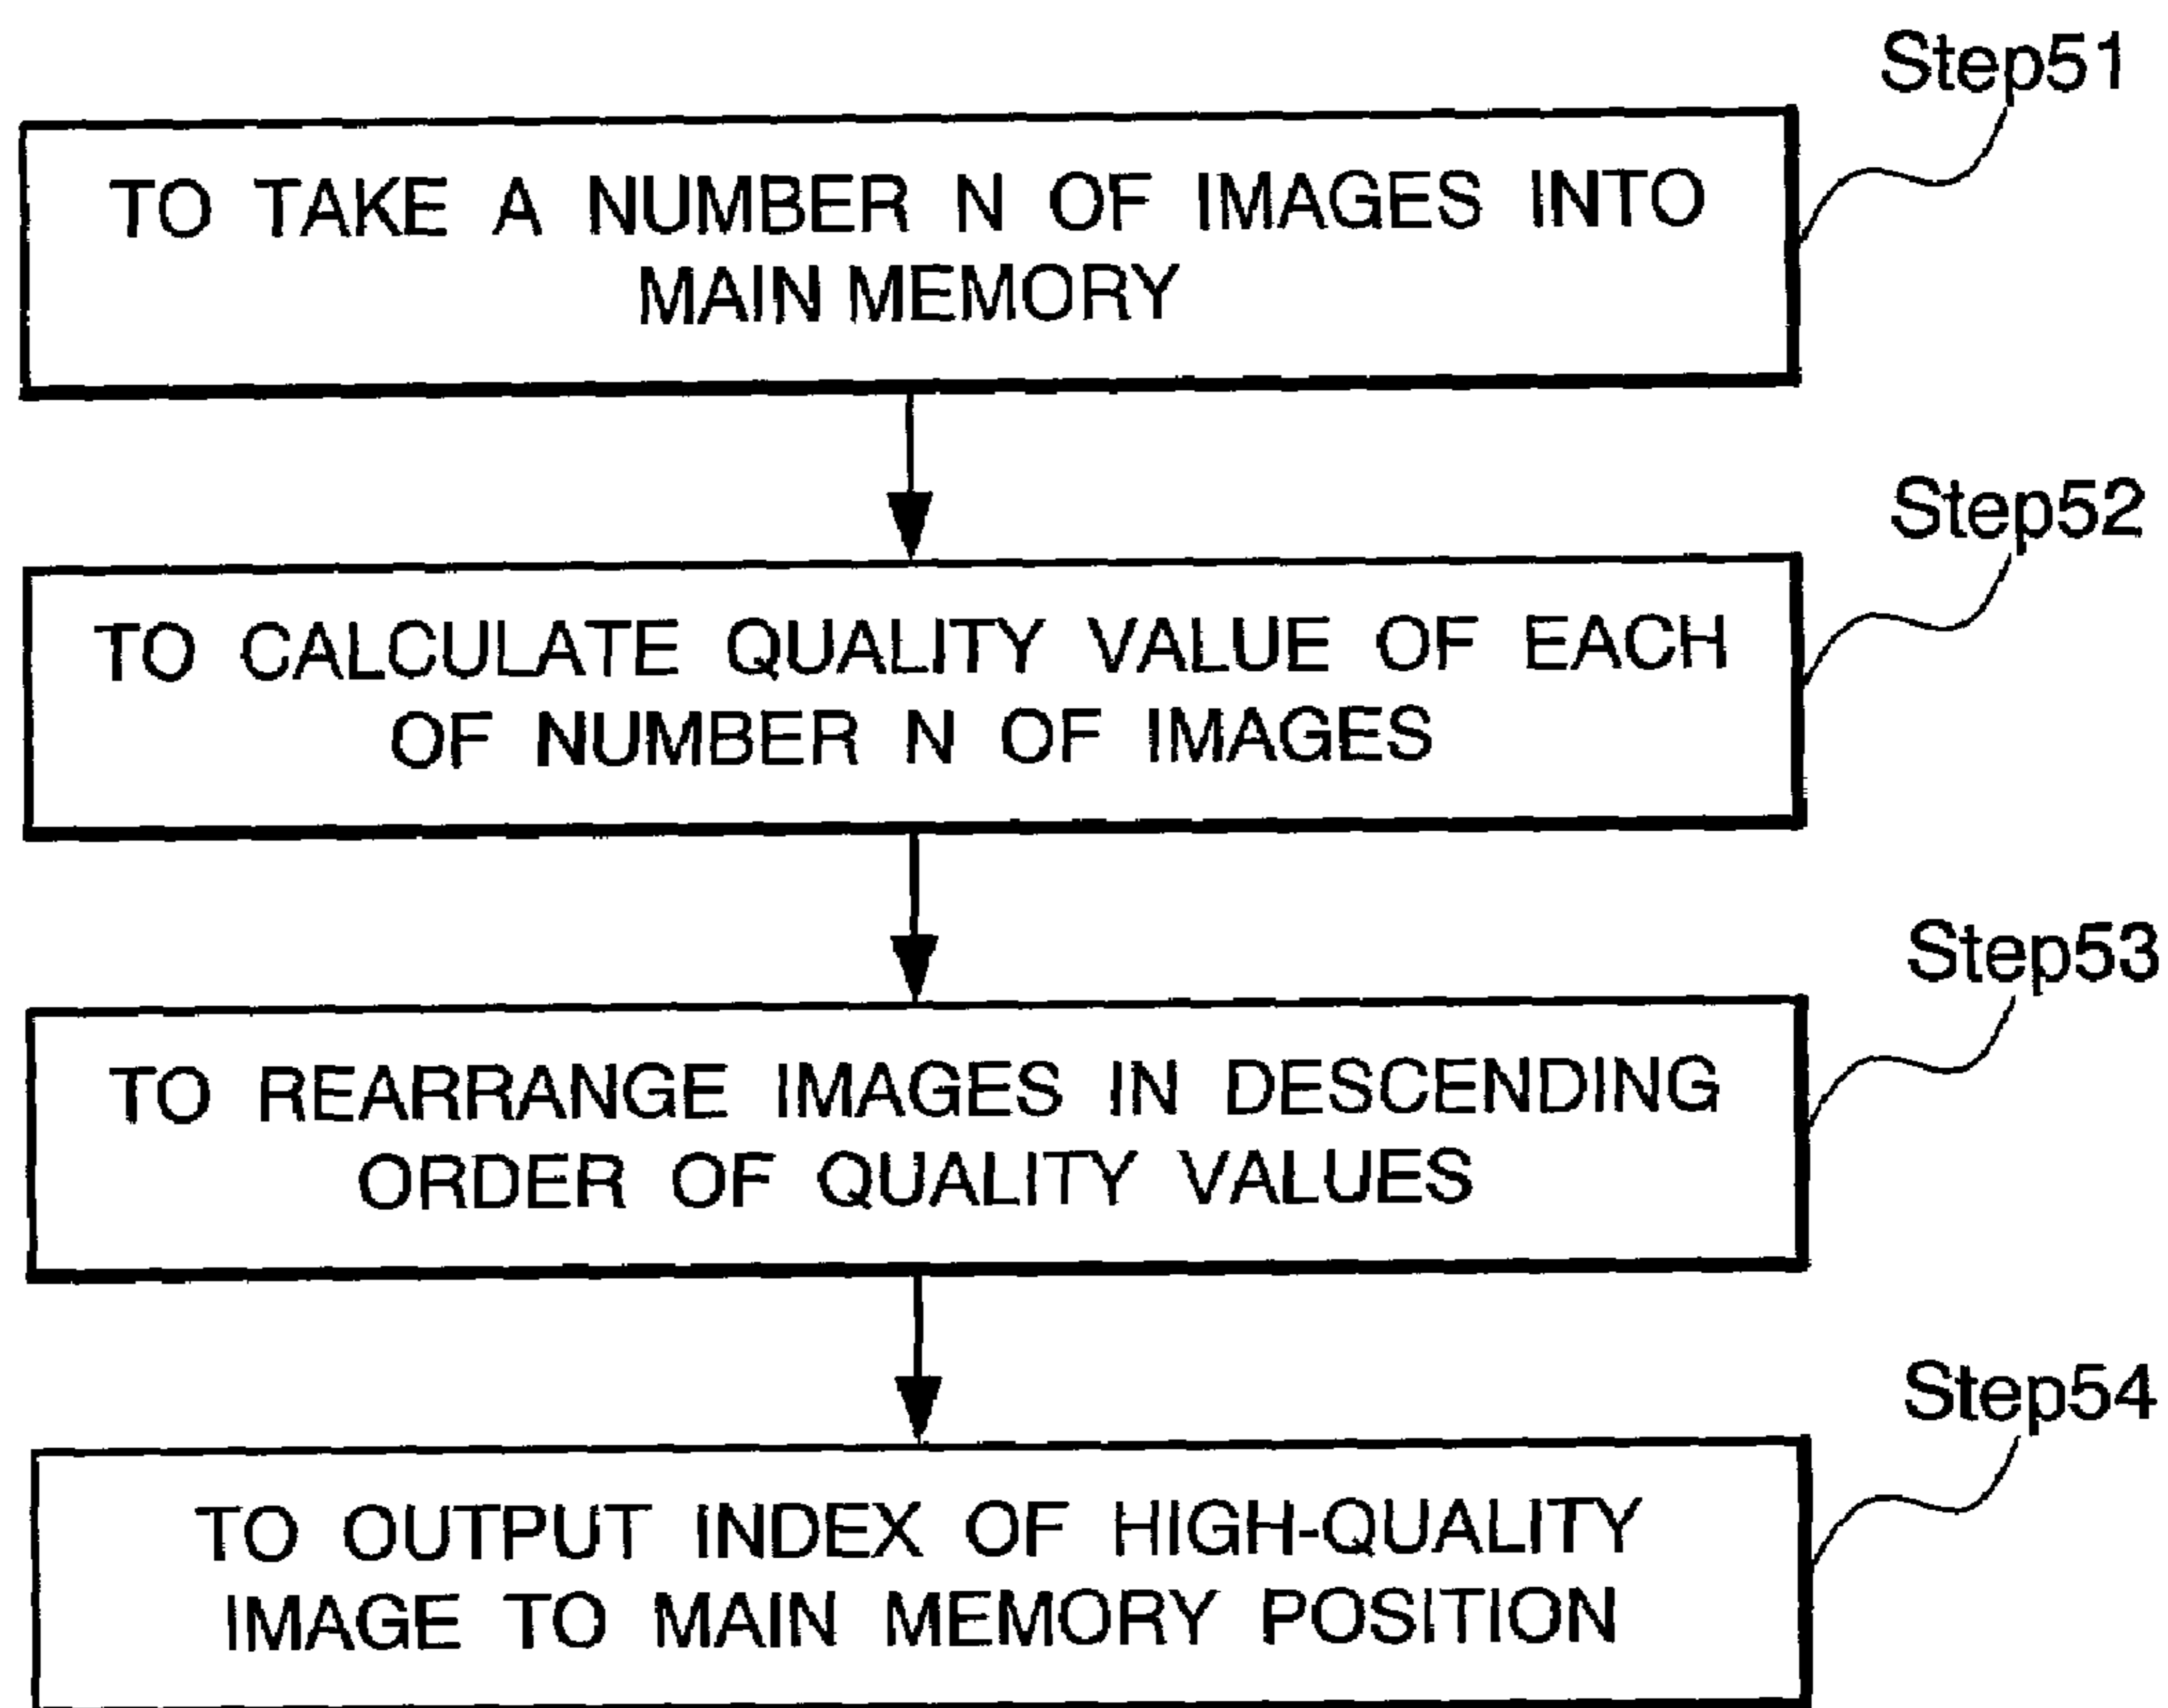 Step51
TO TAKE A NUMBER N OF IMAGES INTO
MAIN MEMORY
Step52
TO CALCULATE QUALITY VALUE OF EACH
OF NUMBER N OF IMAGES
Step53
TO REARRANGE IMAGES IN DESCENDING
ORDER OF QUALITY VALUES
Step54
TO OUTPUT INDEX OF HIGH-QUALITY
IMAGE TO MAIN MEMORY POSITION